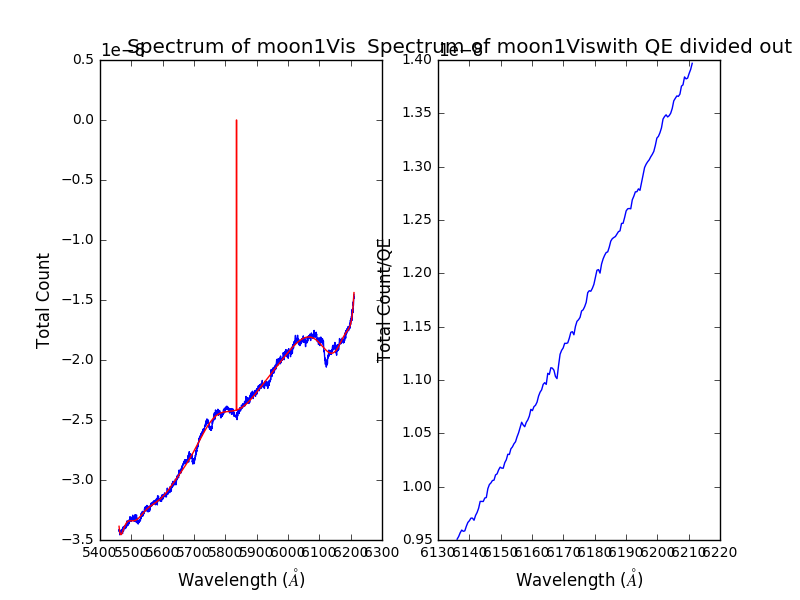 Spectrum of moon1Vis
Spectrum of moon1Viswith QE divided out
1e−8
0.5
0.0
−0.5
−1.0
−1.5
−2.0
−2.5
−3.0
−3.5
Total Count
5400 5500 5600 5700 5800 5900 6000 6100 6200 6300
Wavelength (Å)
1e−8
1.40
1.35
1.30
1.25
1.20
1.15
1.10
1.05
1.00
0.95
Total Count/QE
6130 6140 6150 6160 6170 6180 6190 6200 6210 6220
Wavelength (Å)